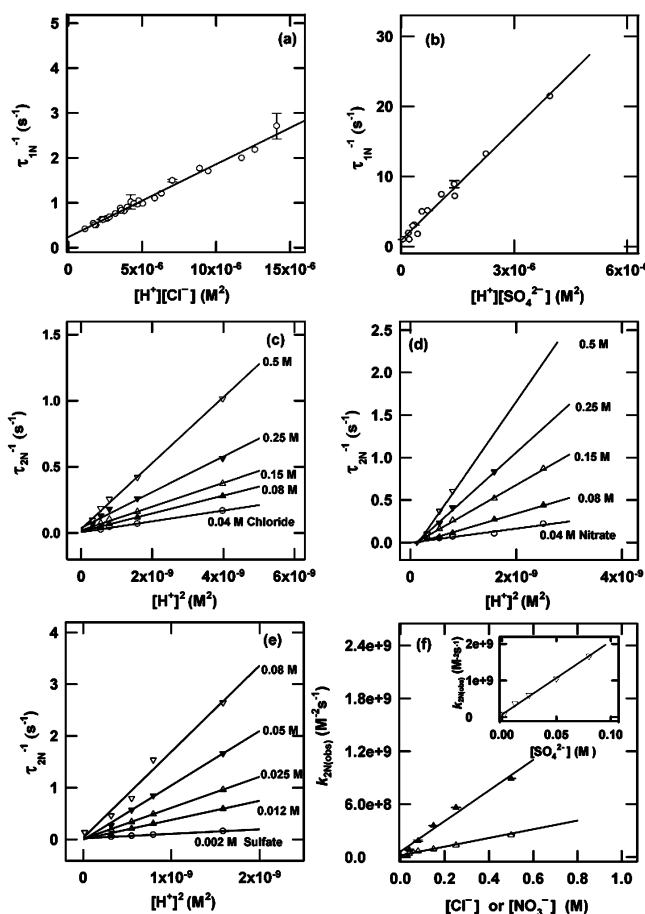 5
4
3
2
1
0
τ1N⁻¹ (s⁻¹)
(a)
0
5x10⁻⁶
10x10⁻⁶
15x10⁻⁶
[H⁺][Cl⁻] (M²)
30
20
10
0
τ1N⁻¹ (s⁻¹)
(b)
0
3x10⁻⁶
6x10⁻⁶
[H⁺][SO₄²⁻] (M²)
1.5
1.0
0.5
0.0
τ2N⁻¹ (s⁻¹)
(c)
0.5 M
0.25 M
0.15 M
0.08 M
0.04 M Chloride
0
2x10⁻⁹
4x10⁻⁹
6x10⁻⁹
[H⁺]² (M²)
2.5
2.0
1.5
1.0
0.5
0.0
τ2N⁻¹ (s⁻¹)
(d)
0.5 M
0.25 M
0.15 M
0.08 M
0.04 M Nitrate
0
2x10⁻⁹
4x10⁻⁹
[H⁺]² (M²)
4
3
2
1
0
τ2N⁻¹ (s⁻¹)
(e)
0.08 M
0.05 M
0.025 M
0.012 M
0.002 M Sulfate
0
1x10⁻⁹
2x10⁻⁹
[H⁺]² (M²)
2.4e+9
1.8e+9
1.2e+9
6.0e+8
0.0
k2N(obs) (M⁻²s⁻¹)
(f)
2e+9
1e+9
0
k2N(obs) (M⁻²s⁻¹)
0.00
0.05
0.10
[SO₄²⁻] (M)
0.0
0.2
0.4
0.6
0.8
1.0
[Cl⁻] or [NO₃⁻] (M)